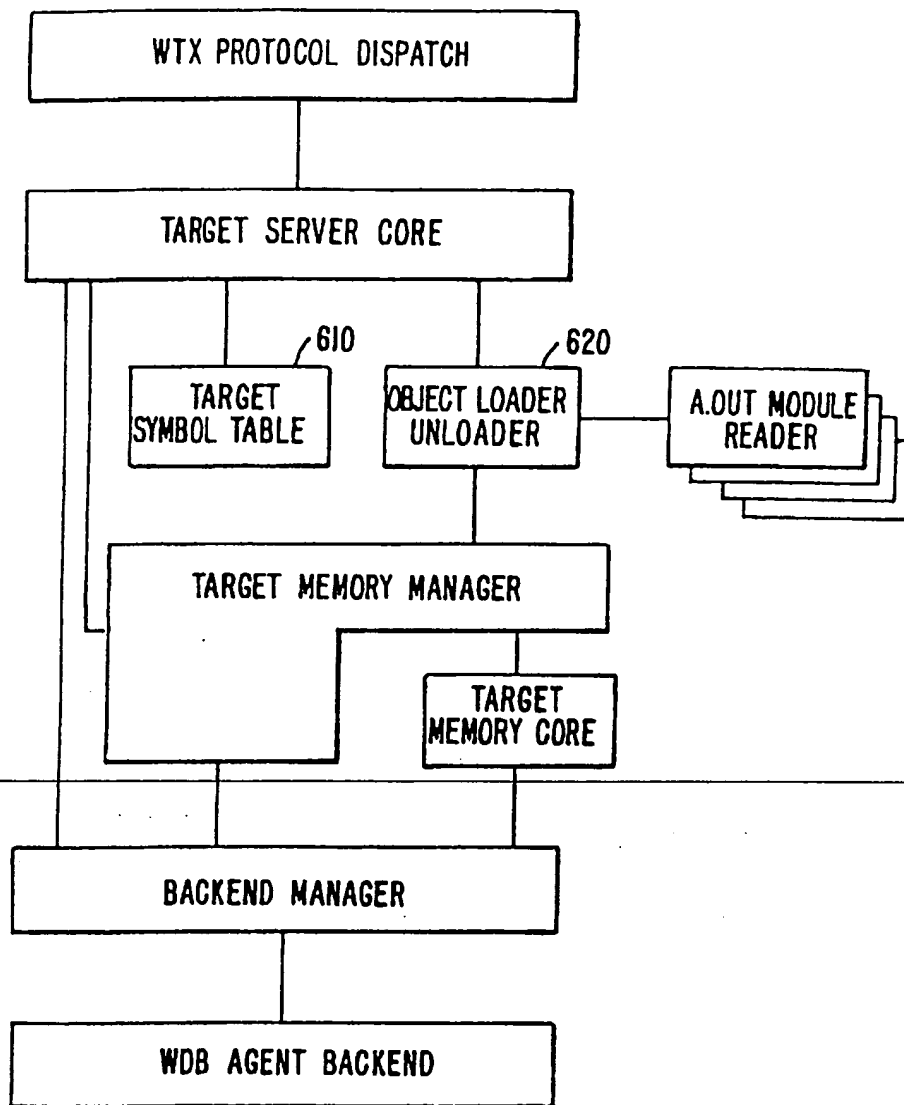 WTX PROTOCOL DISPATCH
TARGET SERVER CORE
610
620
TARGET
SYMBOL TABLE
OBJECT LOADER
UNLOADER
A.OUT MODULE
READER
TARGET MEMORY MANAGER
TARGET
MEMORY CORE
BACKEND MANAGER
WDB AGENT BACKEND